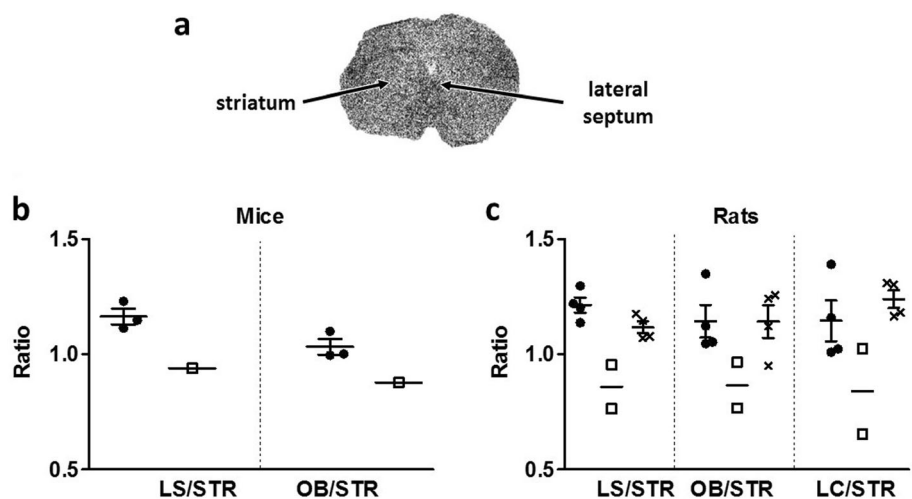 a
striatum
lateral
septum
b
Mice
Ratio
1.5
1.0
0.5
LS/STR
OB/STR
c
Rats
Ratio
1.5
1.0
0.5
LS/STR
OB/STR
LC/STR